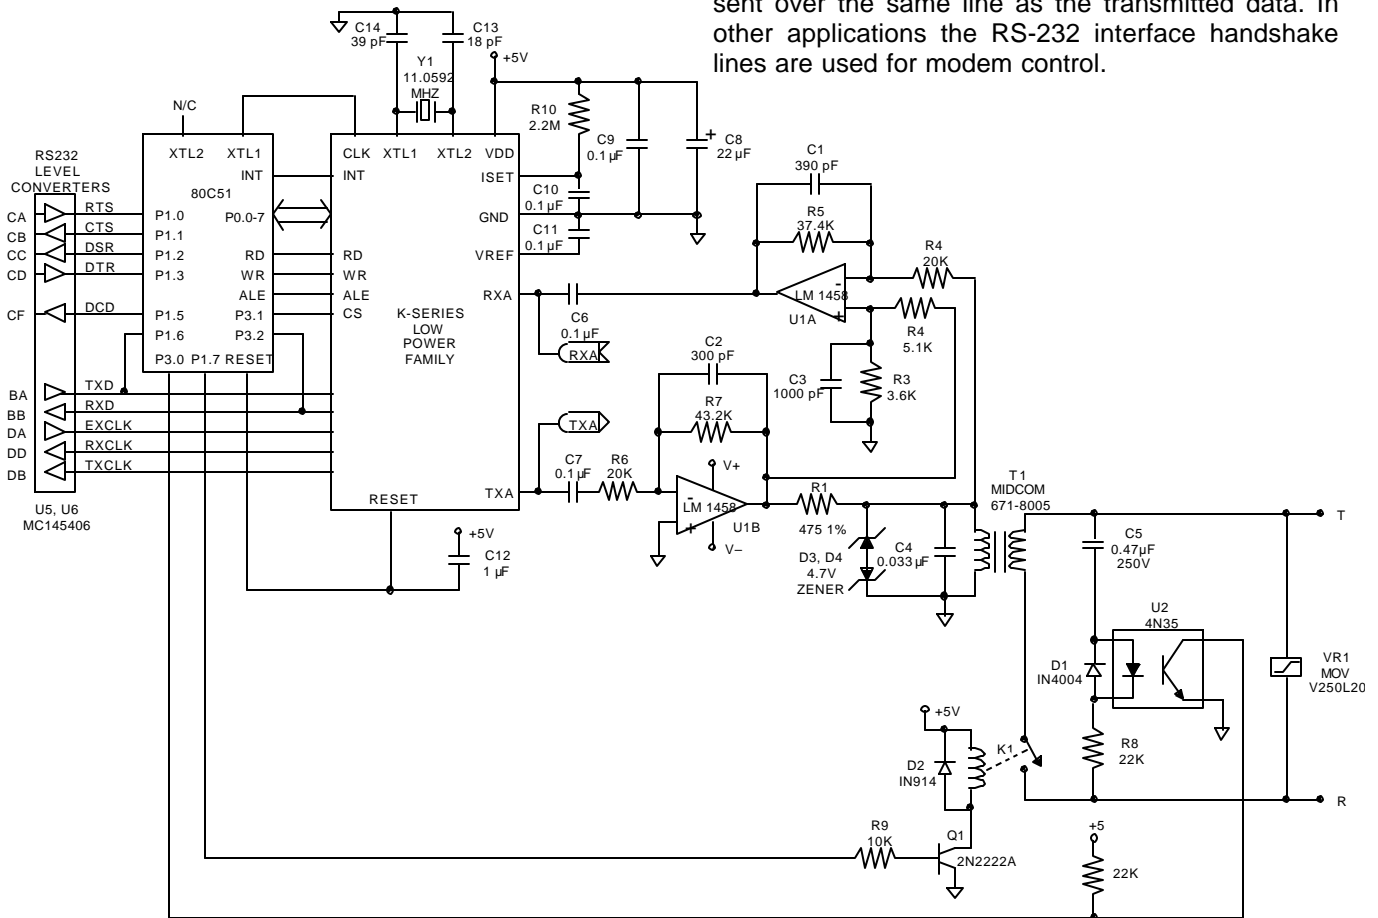 sent over the same line as the transmitted data. In
other applications the RS-232 interface handshake
lines are used for modem control.
C14
39 pF
C13
18 pF
Y1
11.0592
MHZ
+5V
N/C
R10
2.2M
C9
0.1 µF
+
C8
22 µF
C1
390 pF
RS232
LEVEL
CONVERTERS
XTL2
XTL1
INT
80C51
CLK
XTL1
XTL2
VDD
INT
ISET
C10
0.1 µF
GND
C11
0.1 µF
VREF
R5
37.4K
R4
20K
CA
RTS
P1.0
P0.0-7
CB
CTS
P1.1
CC
DSR
P1.2
RD
RD
CD
DTR
P1.3
WR
WR
ALE
ALE
CF
DCD
P1.5
P3.1
CS
P1.6
P3.2
P3.0
P1.7
RESET
K-SERIES
LOW
POWER
FAMILY
RXA
C6
0.1 µF
RXA
-
LM 1458
+
U1A
R4
5.1K
C2
300 pF
C3
1000 pF
R3
3.6K
BA
TXD
BB
RXD
DA
EXCLK
DD
RXCLK
DB
TXCLK
U5, U6
MC145406
R7
43.2K
TXA
C7
0.1 µF
R6
20K
TXA
RESET
V+
-
LM 1458
+
U1B
V–
R1
475 1%
D3, D4
4.7V
ZENER
C4
0.033 µF
T 1
MIDCOM
671-8005
T
C5
0.47µF
250V
+5V
C12
1 µF
U2
4N35
D1
IN4004
VR1
MOV
V250L20
+5V
D2
IN914
K1
R8
22K
R
R9
10K
Q1
2N2222A
+5
22K